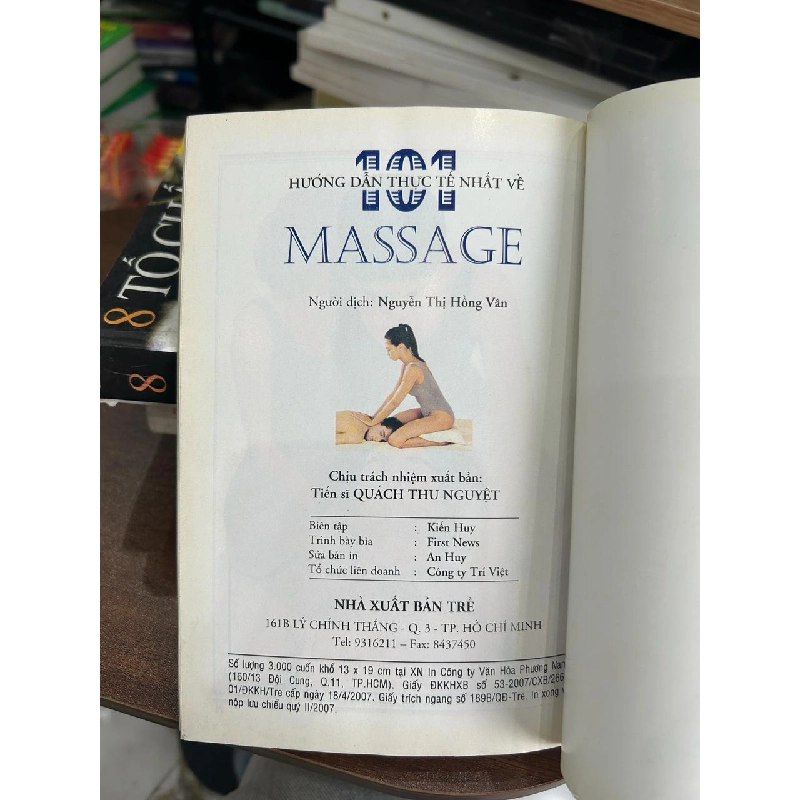 101
HƯỚNG DẪN THỰC TẾ NHẤT VỀ
MASSAGE
Người dịch: Nguyễn Thị Hồng Vân
Chịu trách nhiệm xuất bản:
Tiến sĩ QUÁCH THU NGUYỆT
Biên tập : Kiến Huy
Trình bày bìa : First News
Sửa bản in : An Huy
Tổ chức liên doanh : Công ty Trí Việt
NHÀ XUẤT BẢN TRẺ
161B LÝ CHÍNH THẮNG - Q. 3 - TP. HỒ CHÍ MINH
Tel: 9316211 – Fax: 8437450
Số lượng 3.000 cuốn khổ 13 x 19 cm tại XN In Công ty Văn Hóa Phương Nam
(160/13 Đội Cung, Q.11, TP.HCM). Giấy ĐKKHXB số 53-2007/CXB/266-
01/ĐKKH/Tre cấp ngày 18/4/2007. Giấy trích ngang số 189B/QĐ-Tre. In xong
nộp lưu chiểu quý II/2007.
8 TỐ CH
8